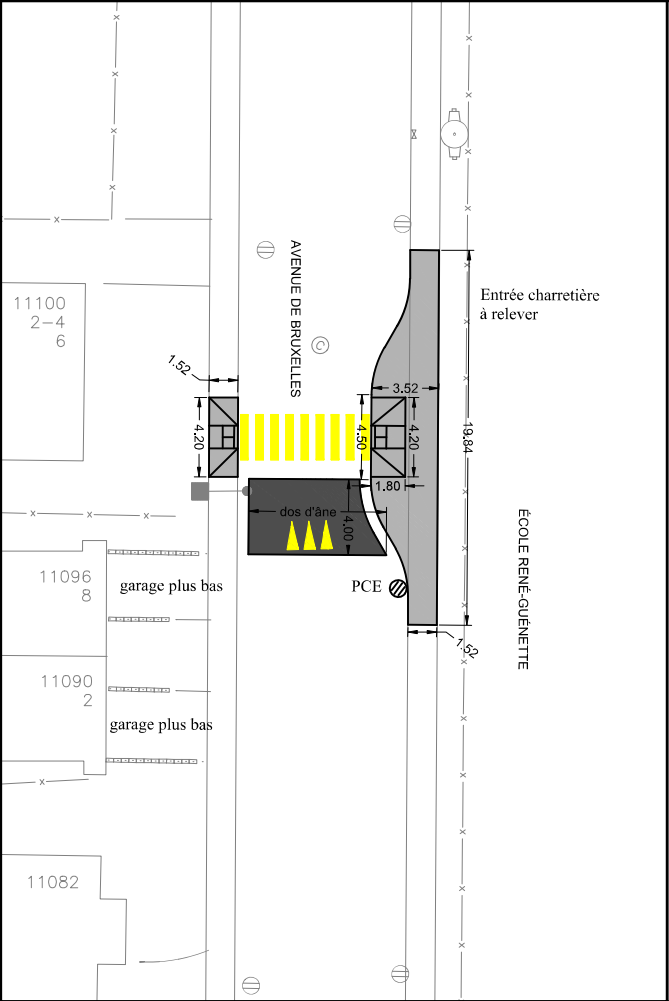 11100
2-4
6
AVENUE DE BRUXELLES
C
Entrée charretière
à relever
1.52
3.52
4.20
4.50
4.20
19.84
1.80
dos d'âne
4.00
ÉCOLE RENÉ-GUÉNETTE
11096
8
garage plus bas
PCE
1.52
11090
2
garage plus bas
11082